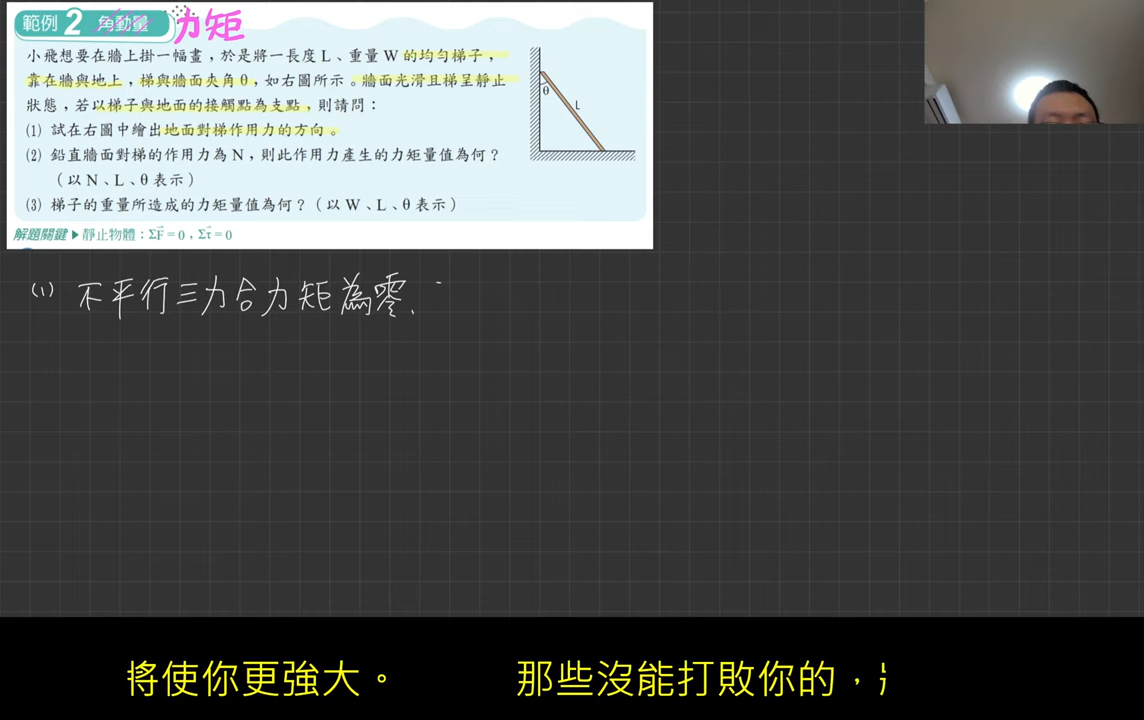 範例 2 角動量 力矩
小飛想要在牆上掛一幅畫，於是將一長度 L、重量 W 的均勻梯子，
靠在牆與地上，梯與牆面夾角 θ，如右圖所示。牆面光滑且梯呈靜止
狀態，若以梯子與地面的接觸點為支點，則請問：
(1) 試在右圖中繪出地面對梯作用力的方向。
(2) 鉛直牆面對梯的作用力為 N，則此作用力產生的力矩量值為何？
（以 N、L、θ 表示）
(3) 梯子的重量所造成的力矩量值為何？（以 W、L、θ 表示）
θ
L
解題關鍵▶靜止物體：ΣF⃗ = 0，Στ⃗ = 0
(1) 不平行三力合力矩為零、
將使你更強大。 那些沒能打敗你的，